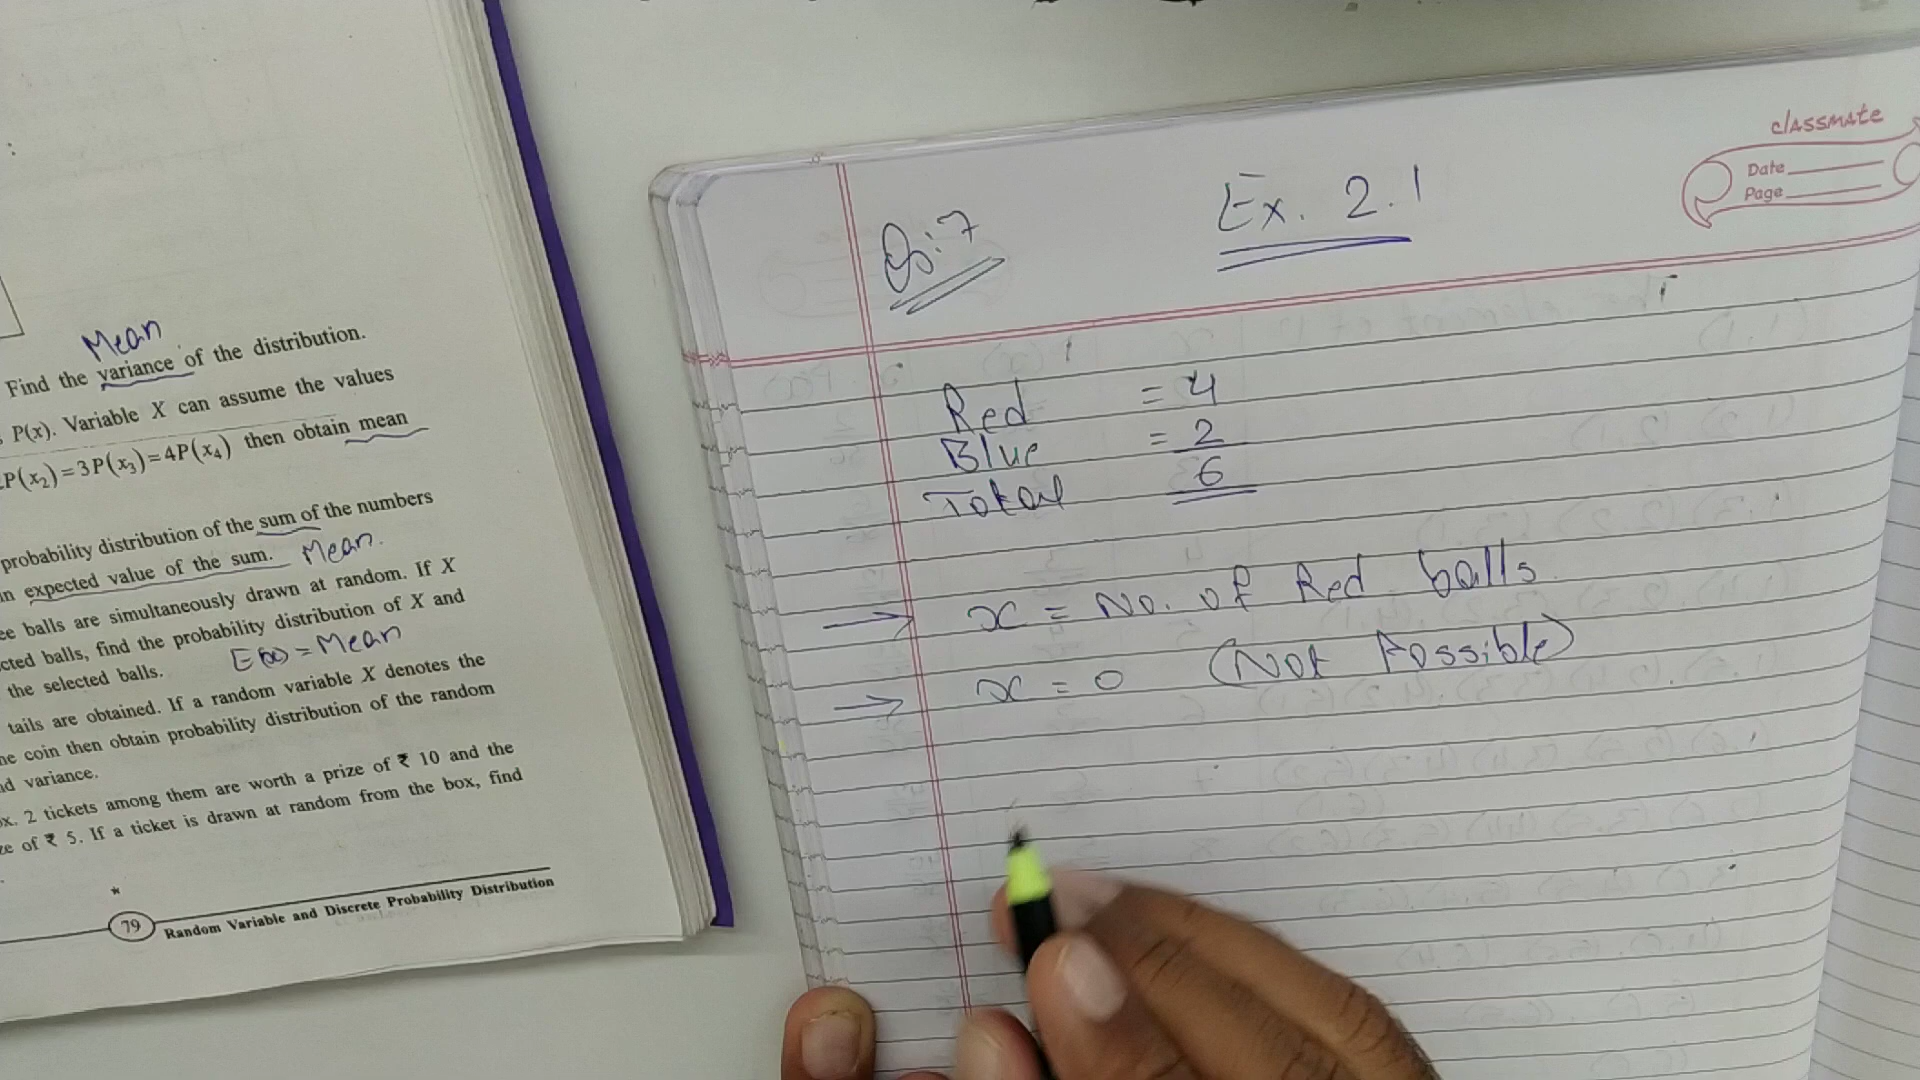 Mean
Find the variance of the distribution.
P(x). Variable X can assume the values
P(x₂)=3P(x₃)=4P(x₄) then obtain mean
probability distribution of the sum of the numbers
expected value of the sum. Mean.
balls are simultaneously drawn at random. If X
balls, find the probability distribution of X and
E(x) = Mean
the selected balls.
tails are obtained. If a random variable X denotes the
coin then obtain probability distribution of the random
variance.
2 tickets among them are worth a prize of ₹ 10 and the
of ₹ 5. If a ticket is drawn at random from the box, find
*
79 Random Variable and Discrete Probability Distribution
classmate
Date
Page
Ex. 2.1
:7
Red = 4
Blue = 2
Total 6
→ x = No. of Red balls
→ x = 0 (Not Possible)